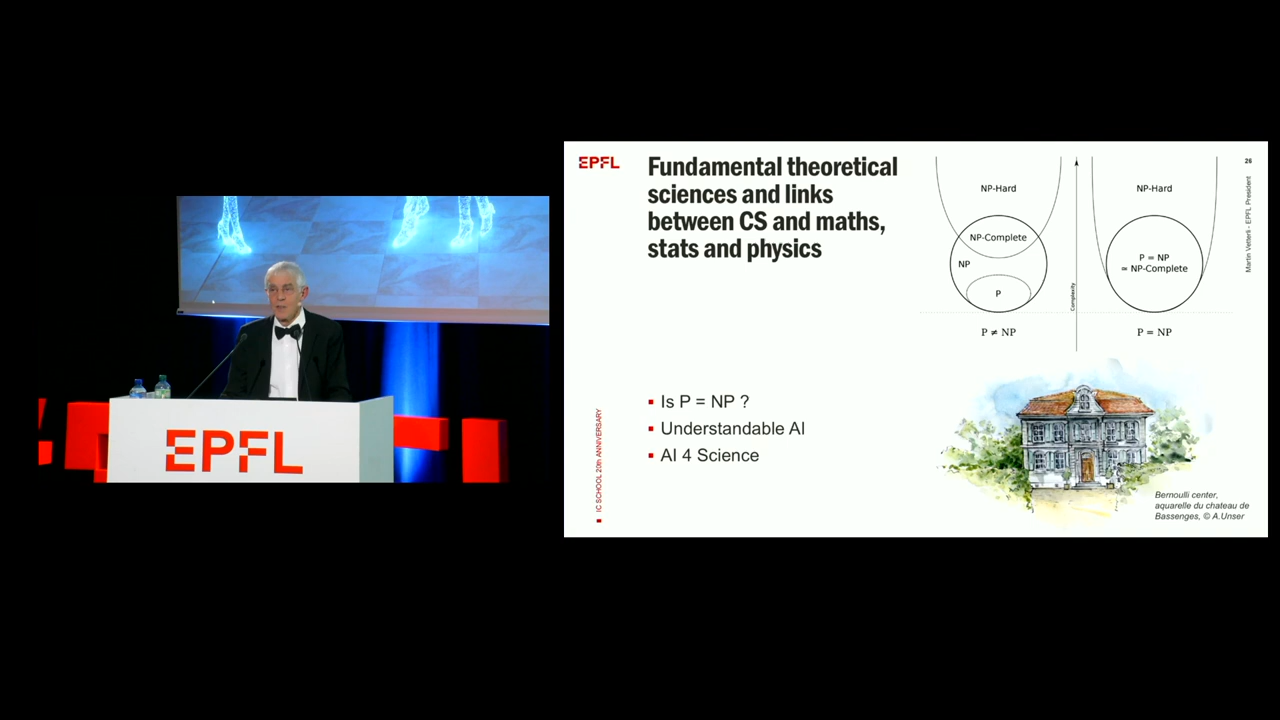 EPFL
EPFL
Fundamental theoretical
sciences and links
between CS and maths,
stats and physics
▪ Is P = NP ?
▪ Understandable AI
▪ AI 4 Science
IC SCHOOL 20th ANNIVERSARY
NP-Hard
NP-Complete
NP
P
P ≠ NP
Complexity
NP-Hard
P = NP
≃ NP-Complete
P = NP
26
Martin Vetterli - EPFL President
Bernoulli center,
aquarelle du chateau de
Bassenges, © A.Unser